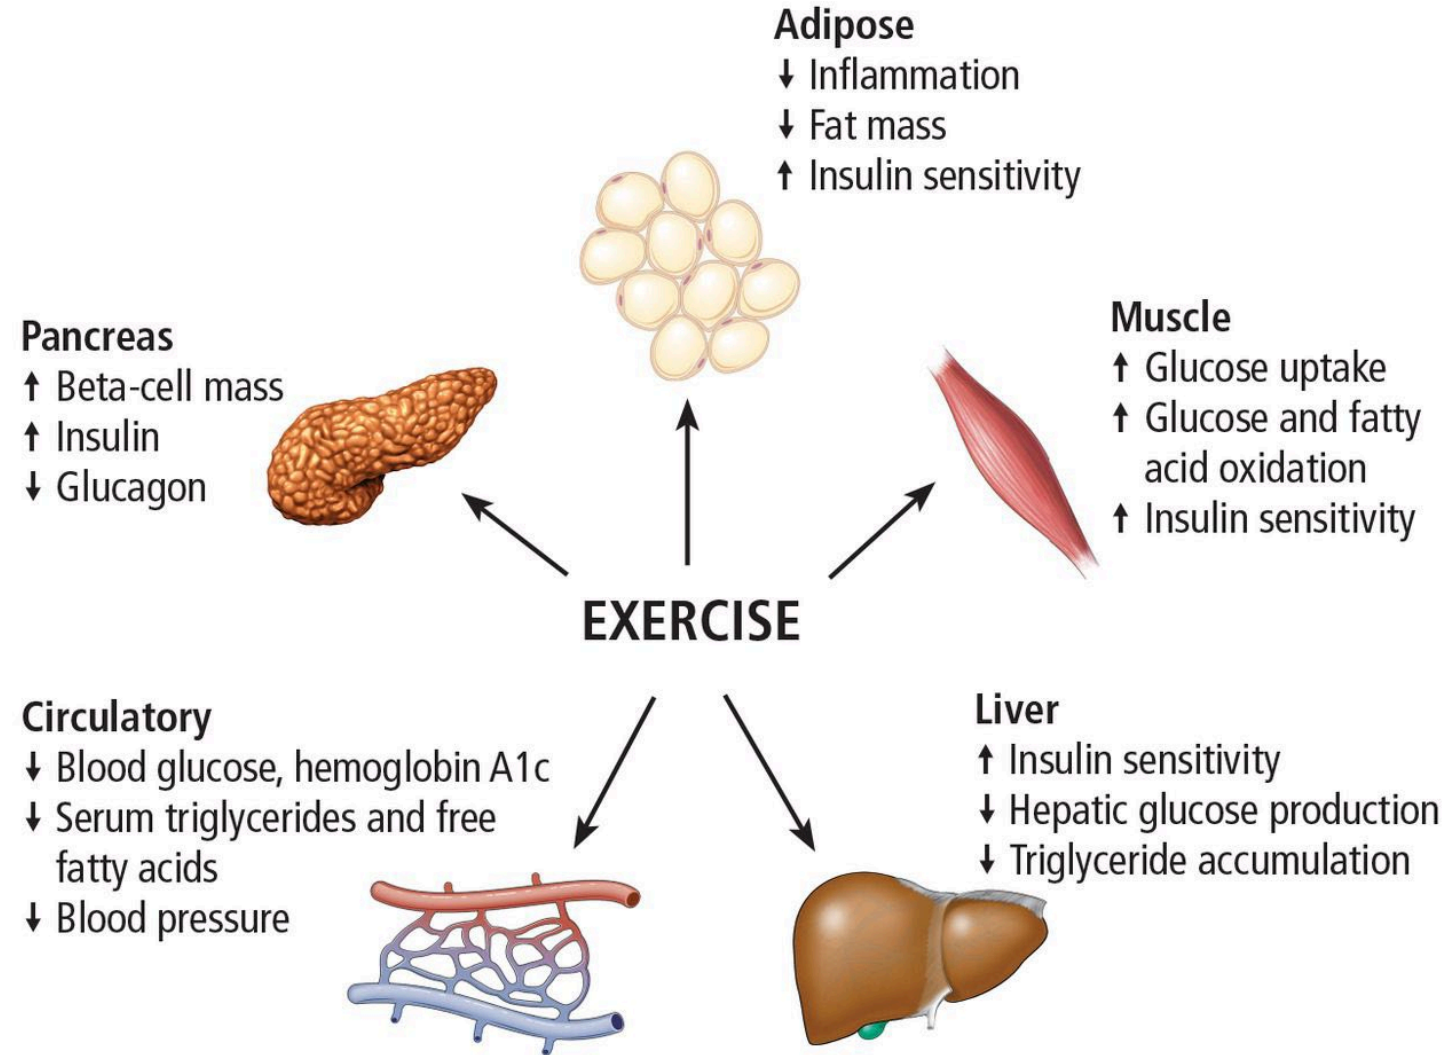 Adipose
↓ Inflammation
↓ Fat mass
↑ Insulin sensitivity
Pancreas
↑ Beta-cell mass
↑ Insulin
↓ Glucagon
Muscle
↑ Glucose uptake
↑ Glucose and fatty
acid oxidation
↑ Insulin sensitivity
EXERCISE
Circulatory
↓ Blood glucose, hemoglobin A1c
↓ Serum triglycerides and free
fatty acids
↓ Blood pressure
Liver
↑ Insulin sensitivity
↓ Hepatic glucose production
↓ Triglyceride accumulation